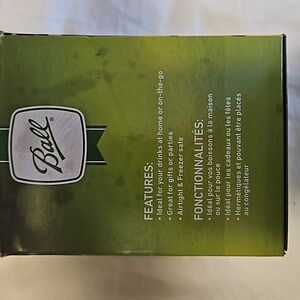 Ball®
FEATURES:
• Ideal for your drinks at home or on-the-go
• Great for gifts or parties
• Airtight & Freezer safe
FONCTIONNALITÉS:
• Idéal pour vos boissons à la maison
ou sur le pouce
• Idéal pour les cadeaux ou les fêtes
• Hermétiques et pouvant être placés
au congélateur